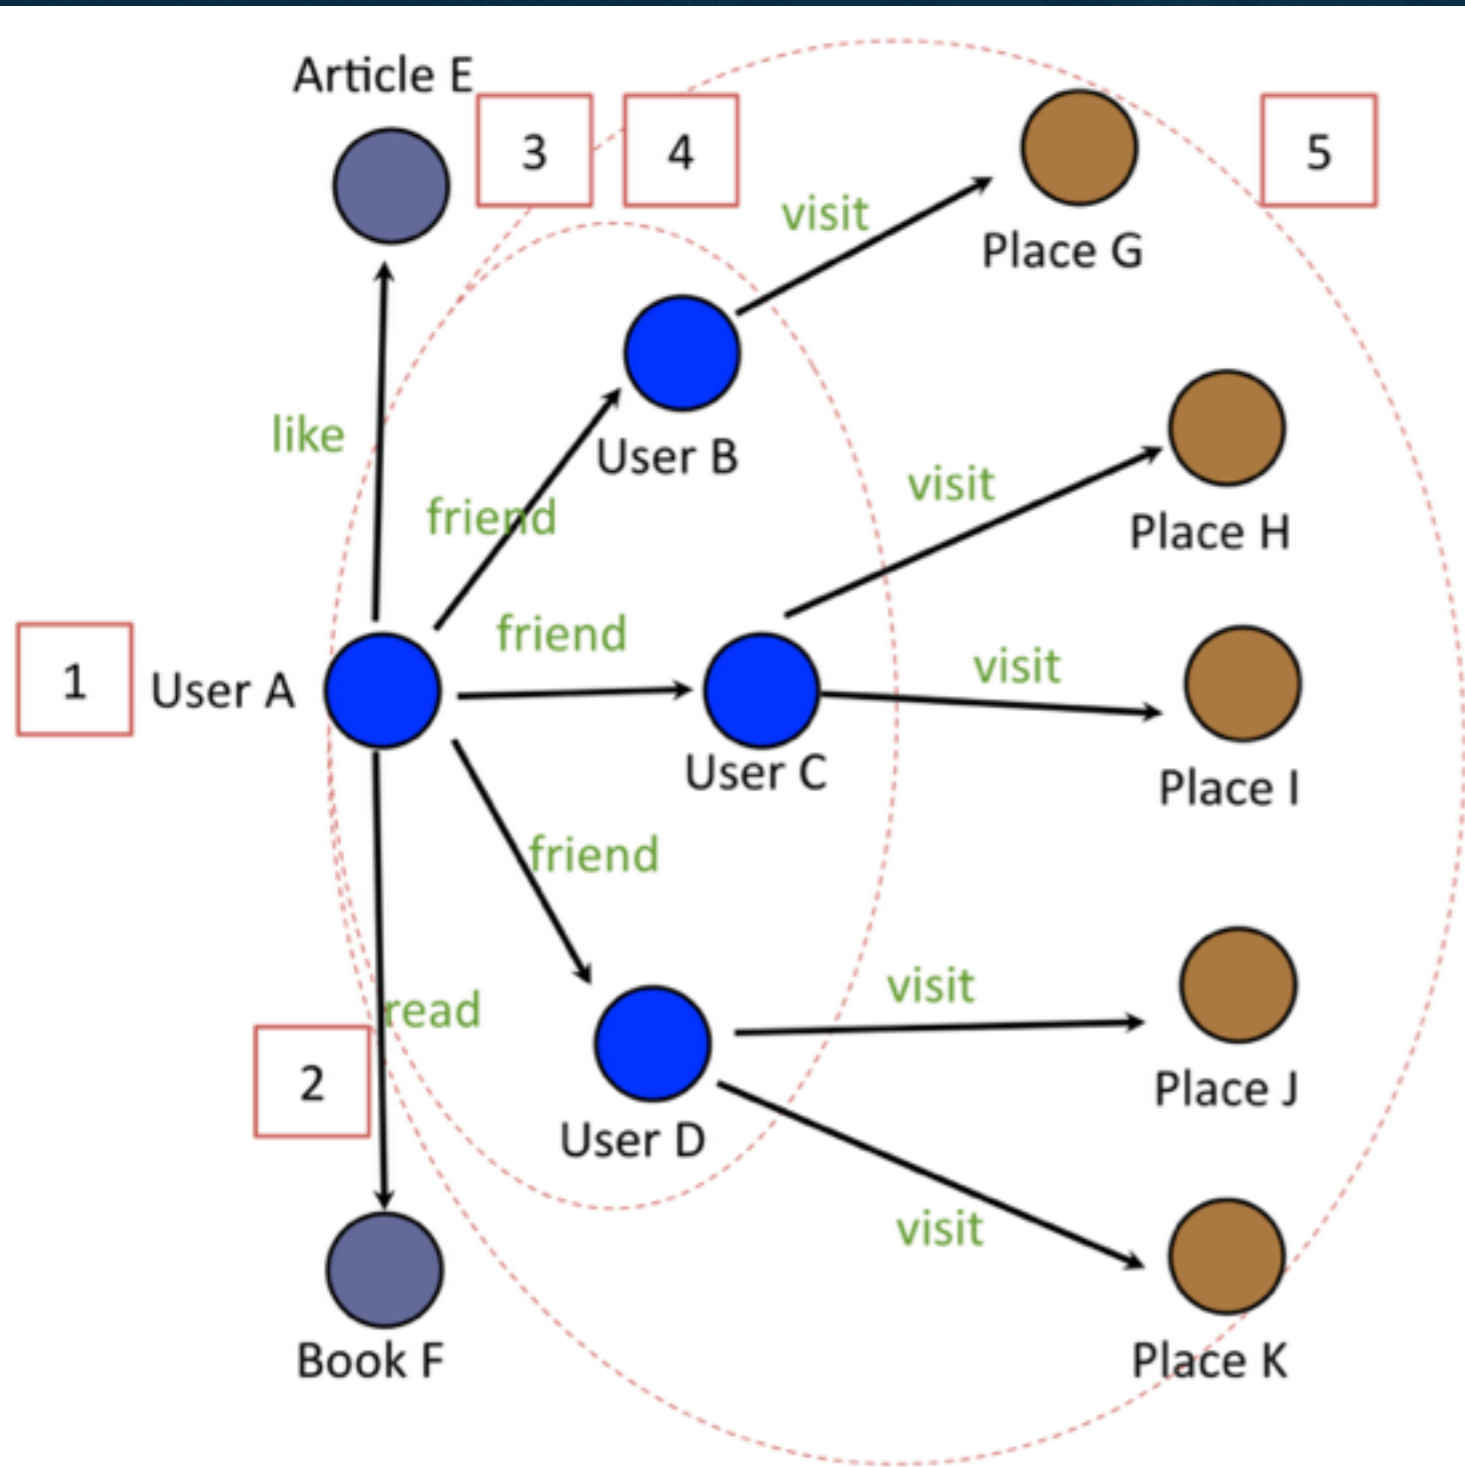 Article E
3
4
5
visit
Place G
like
User B
visit
friend
Place H
friend
1
User A
visit
User C
Place I
friend
read
visit
2
Place J
User D
visit
Book F
Place K